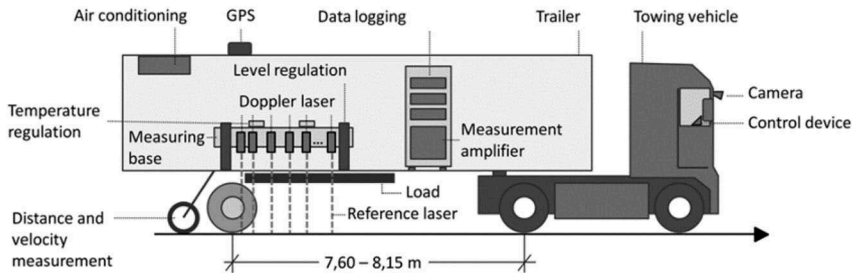 Air conditioning
GPS
Data logging
Trailer
Towing vehicle
Level regulation
Doppler laser
Camera
Control device
Temperature
regulation
Measuring
base
...
Measurement
amplifier
Load
Reference laser
Distance and
velocity
measurement
7,60 – 8,15 m